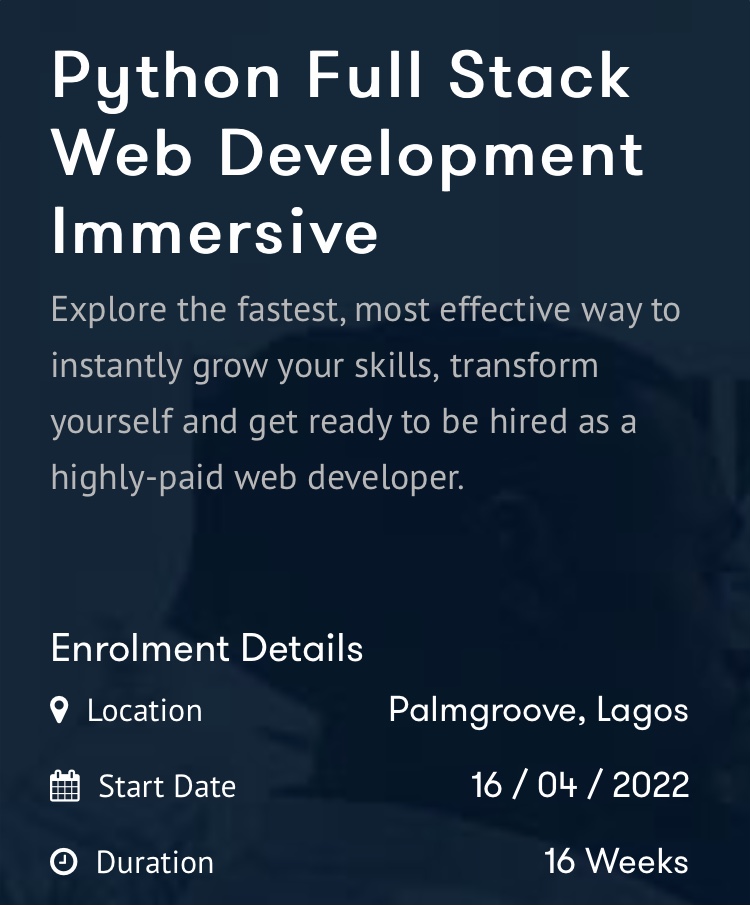 Python Full Stack
Web Development
Immersive
Explore the fastest, most effective way to
instantly grow your skills, transform
yourself and get ready to be hired as a
highly-paid web developer.
Enrolment Details
Location Palmgroove, Lagos
Start Date 16 / 04 / 2022
Duration 16 Weeks